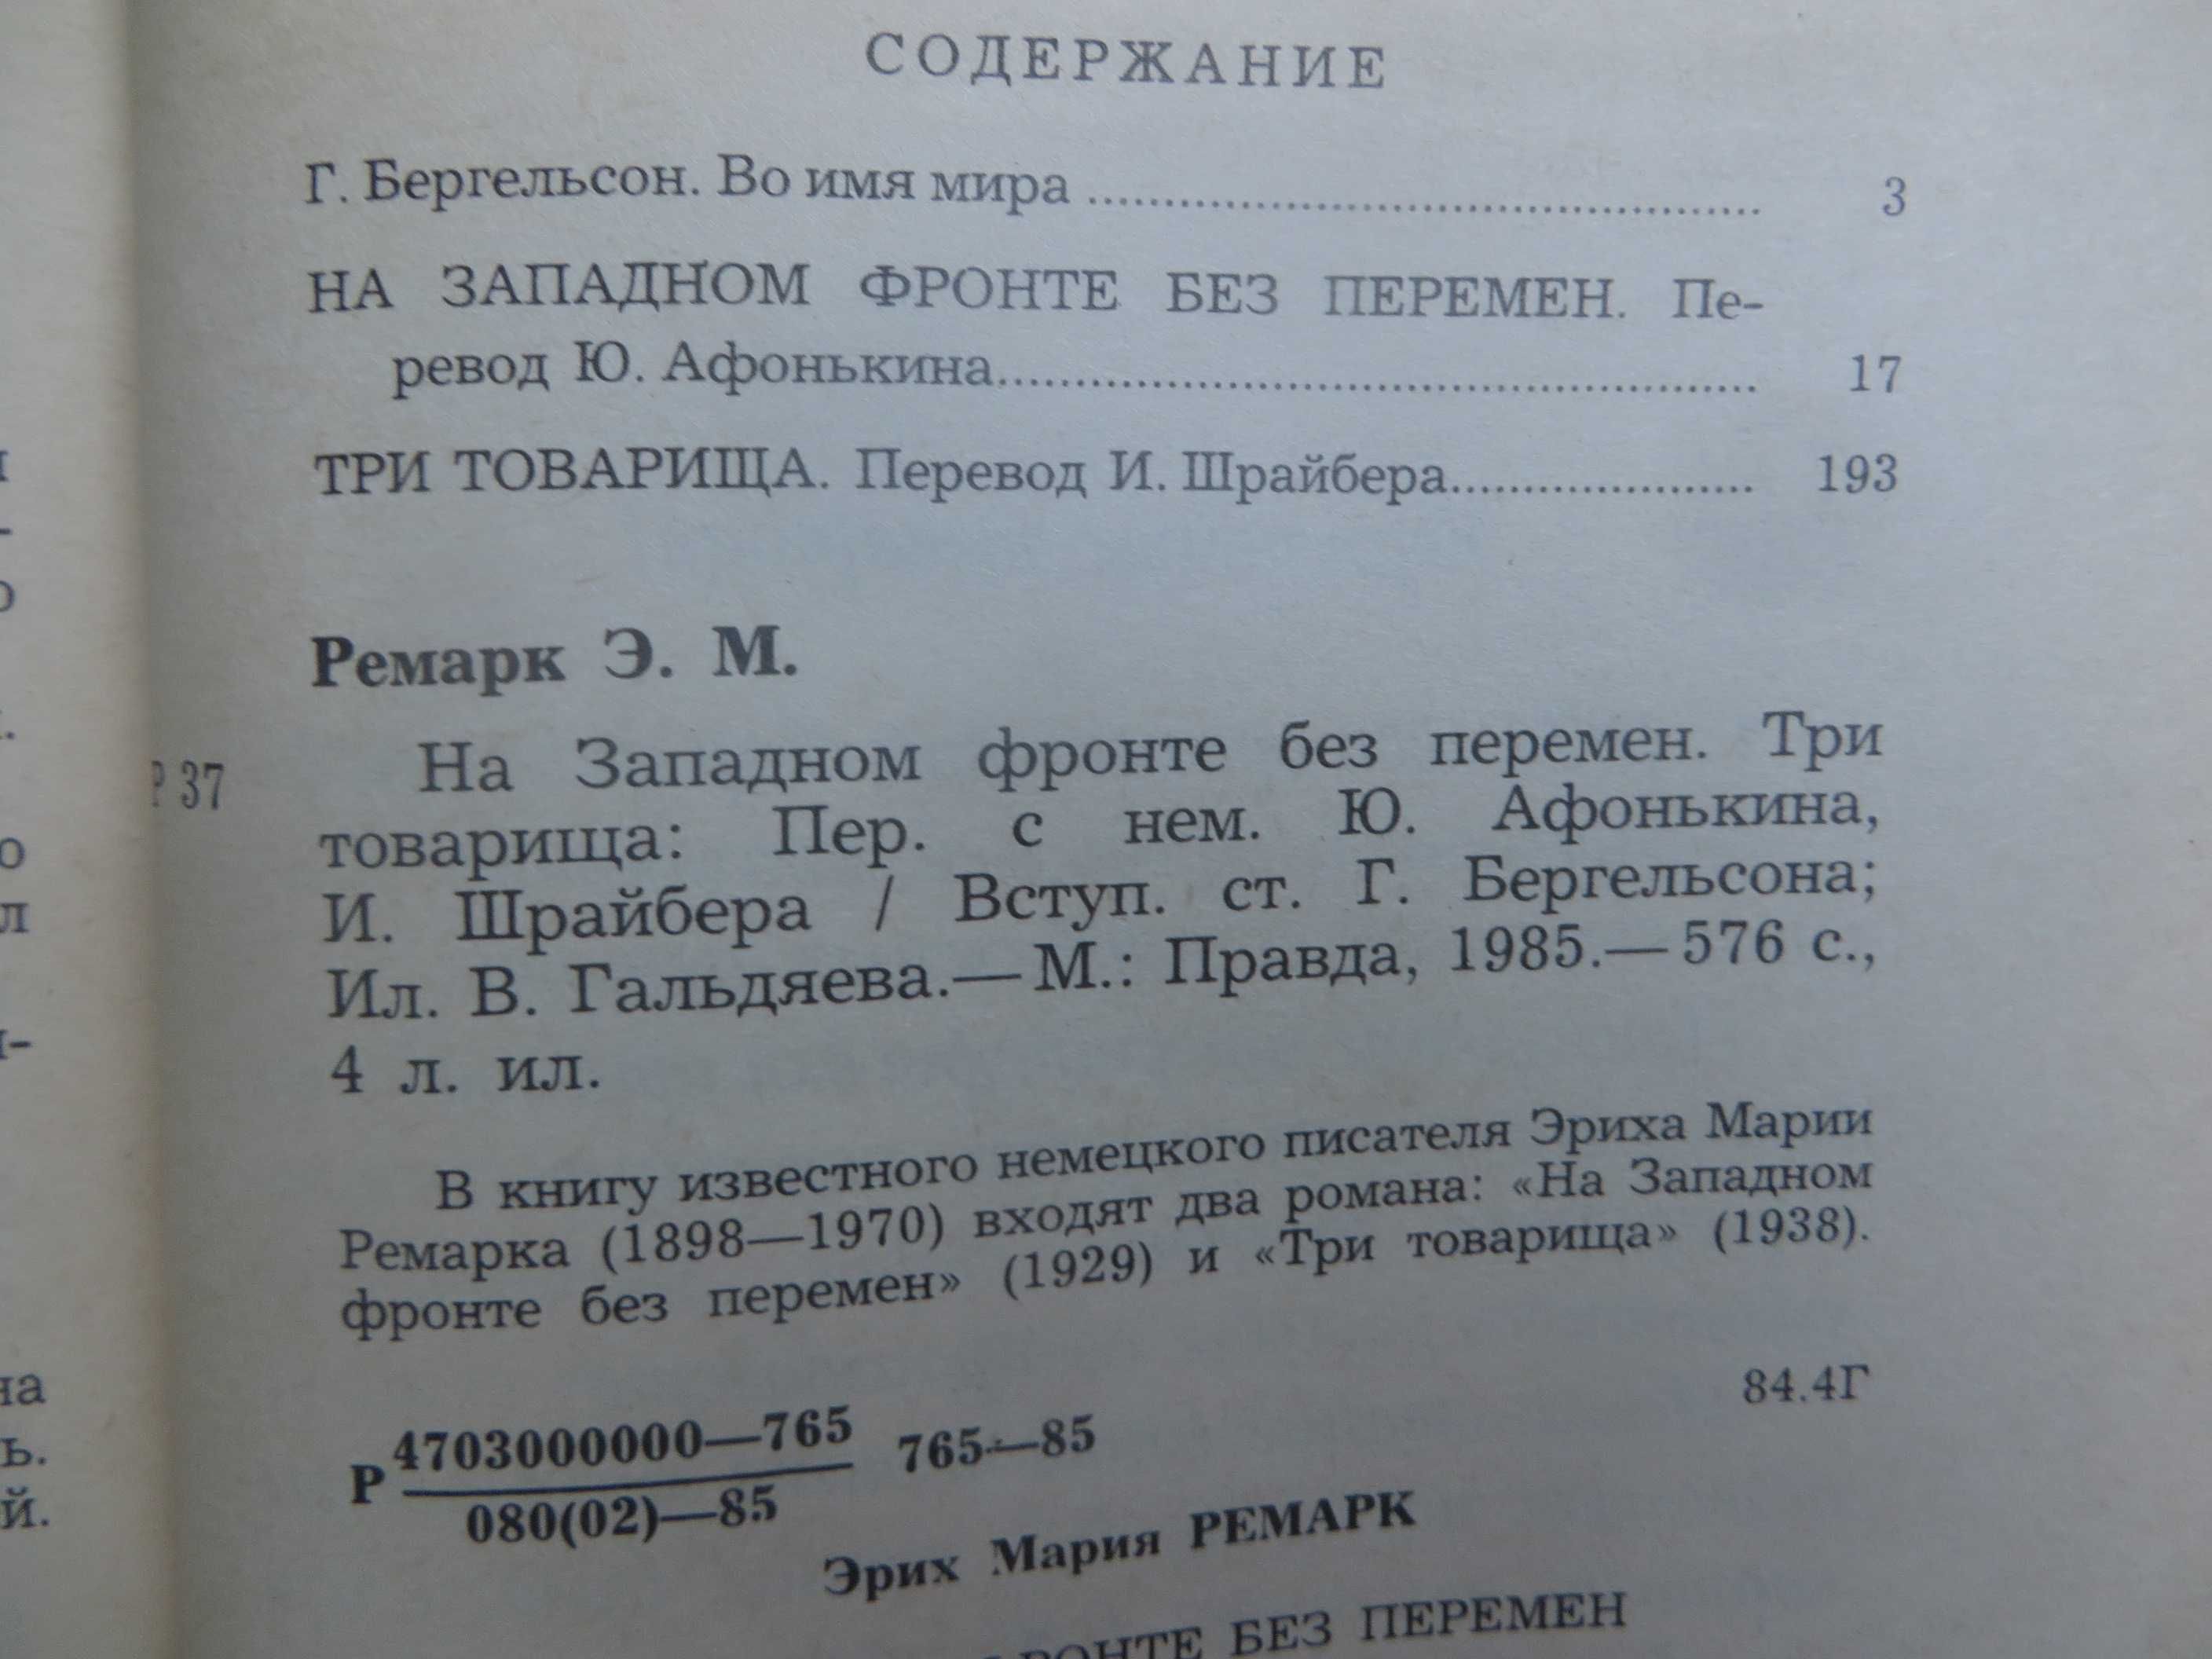 СОДЕРЖАНИЕ
Г. Бергельсон. Во имя мира ........................................ 3
НА ЗАПАДНОМ ФРОНТЕ БЕЗ ПЕРЕМЕН. Пе-
ревод Ю. Афонькина............................................. 17
ТРИ ТОВАРИЩА. Перевод И. Шрайбера.................... 193
Ремарк Э. М.
На Западном фронте без перемен. Три
Р 37
товарища: Пер. с нем. Ю. Афонькина,
И. Шрайбера / Вступ. ст. Г. Бергельсона;
Ил. В. Гальдяева.— М.: Правда, 1985.— 576 с.,
4 л. ил.
В книгу известного немецкого писателя Эриха Марии
Ремарка (1898—1970) входят два романа: «На Западном
фронте без перемен» (1929) и «Три товарища» (1938).
84.4Г
Р 4703000000—765 765—85
080(02)—85
Эрих Мария РЕМАРК
БЕЗ ПЕРЕМЕН